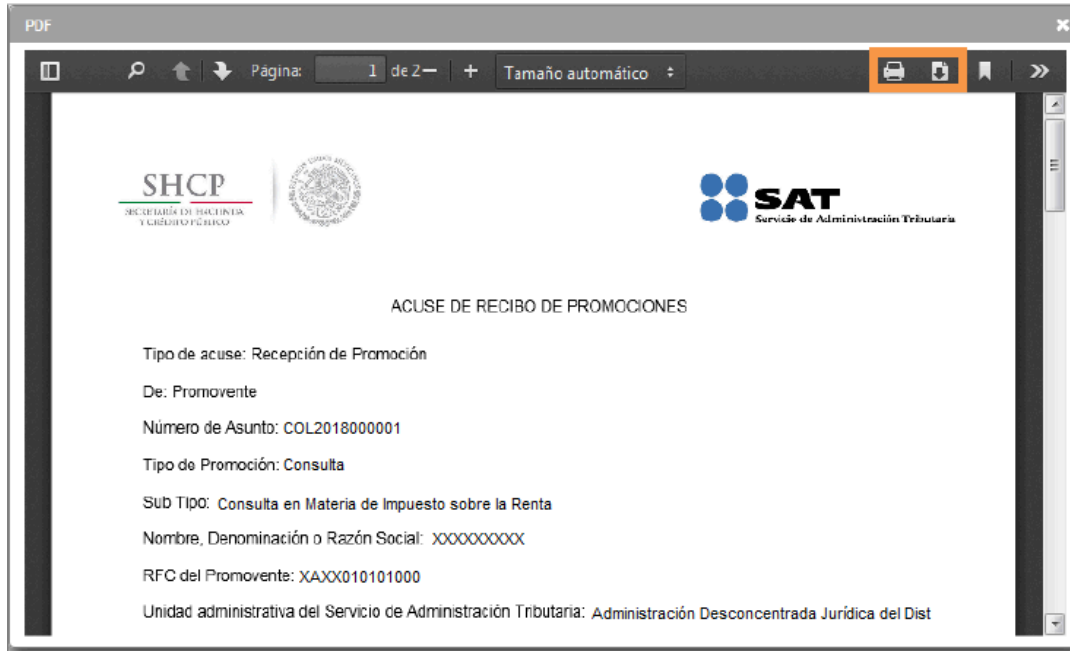 PDF
Página: 1 de 2 Tamaño automático
SHCP
SECRETARÍA DE HACIENDA
Y CRÉDITO PÚBLICO
SAT
Servicio de Administración Tributaria
ACUSE DE RECIBO DE PROMOCIONES
Tipo de acuse: Recepción de Promoción
De: Promovente
Número de Asunto: COL2018000001
Tipo de Promoción: Consulta
Sub Tipo: Consulta en Materia de Impuesto sobre la Renta
Nombre, Denominación o Razón Social: XXXXXXXXX
RFC del Promovente: XAXX010101000
Unidad administrativa del Servicio de Administración Tributaria: Administración Desconcentrada Jurídica del Dist